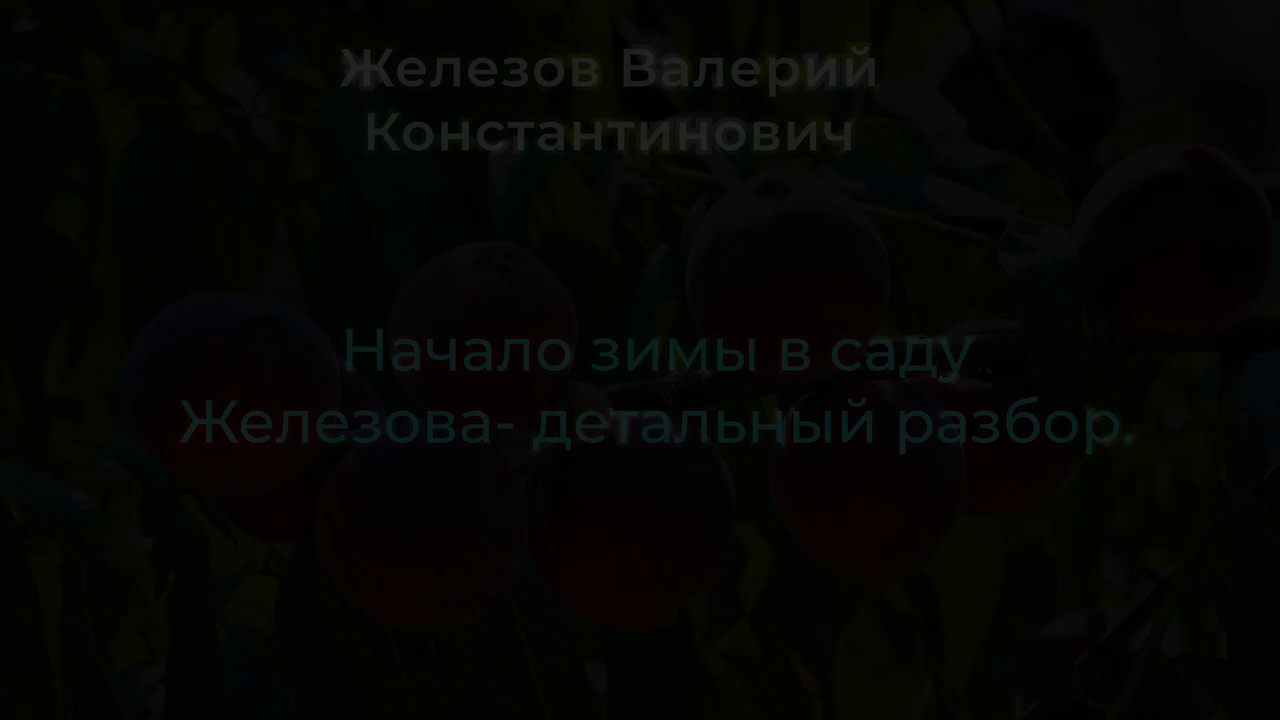 Железов Валерий
Константинович
Начало зимы в саду
Железова- детальный разбор.